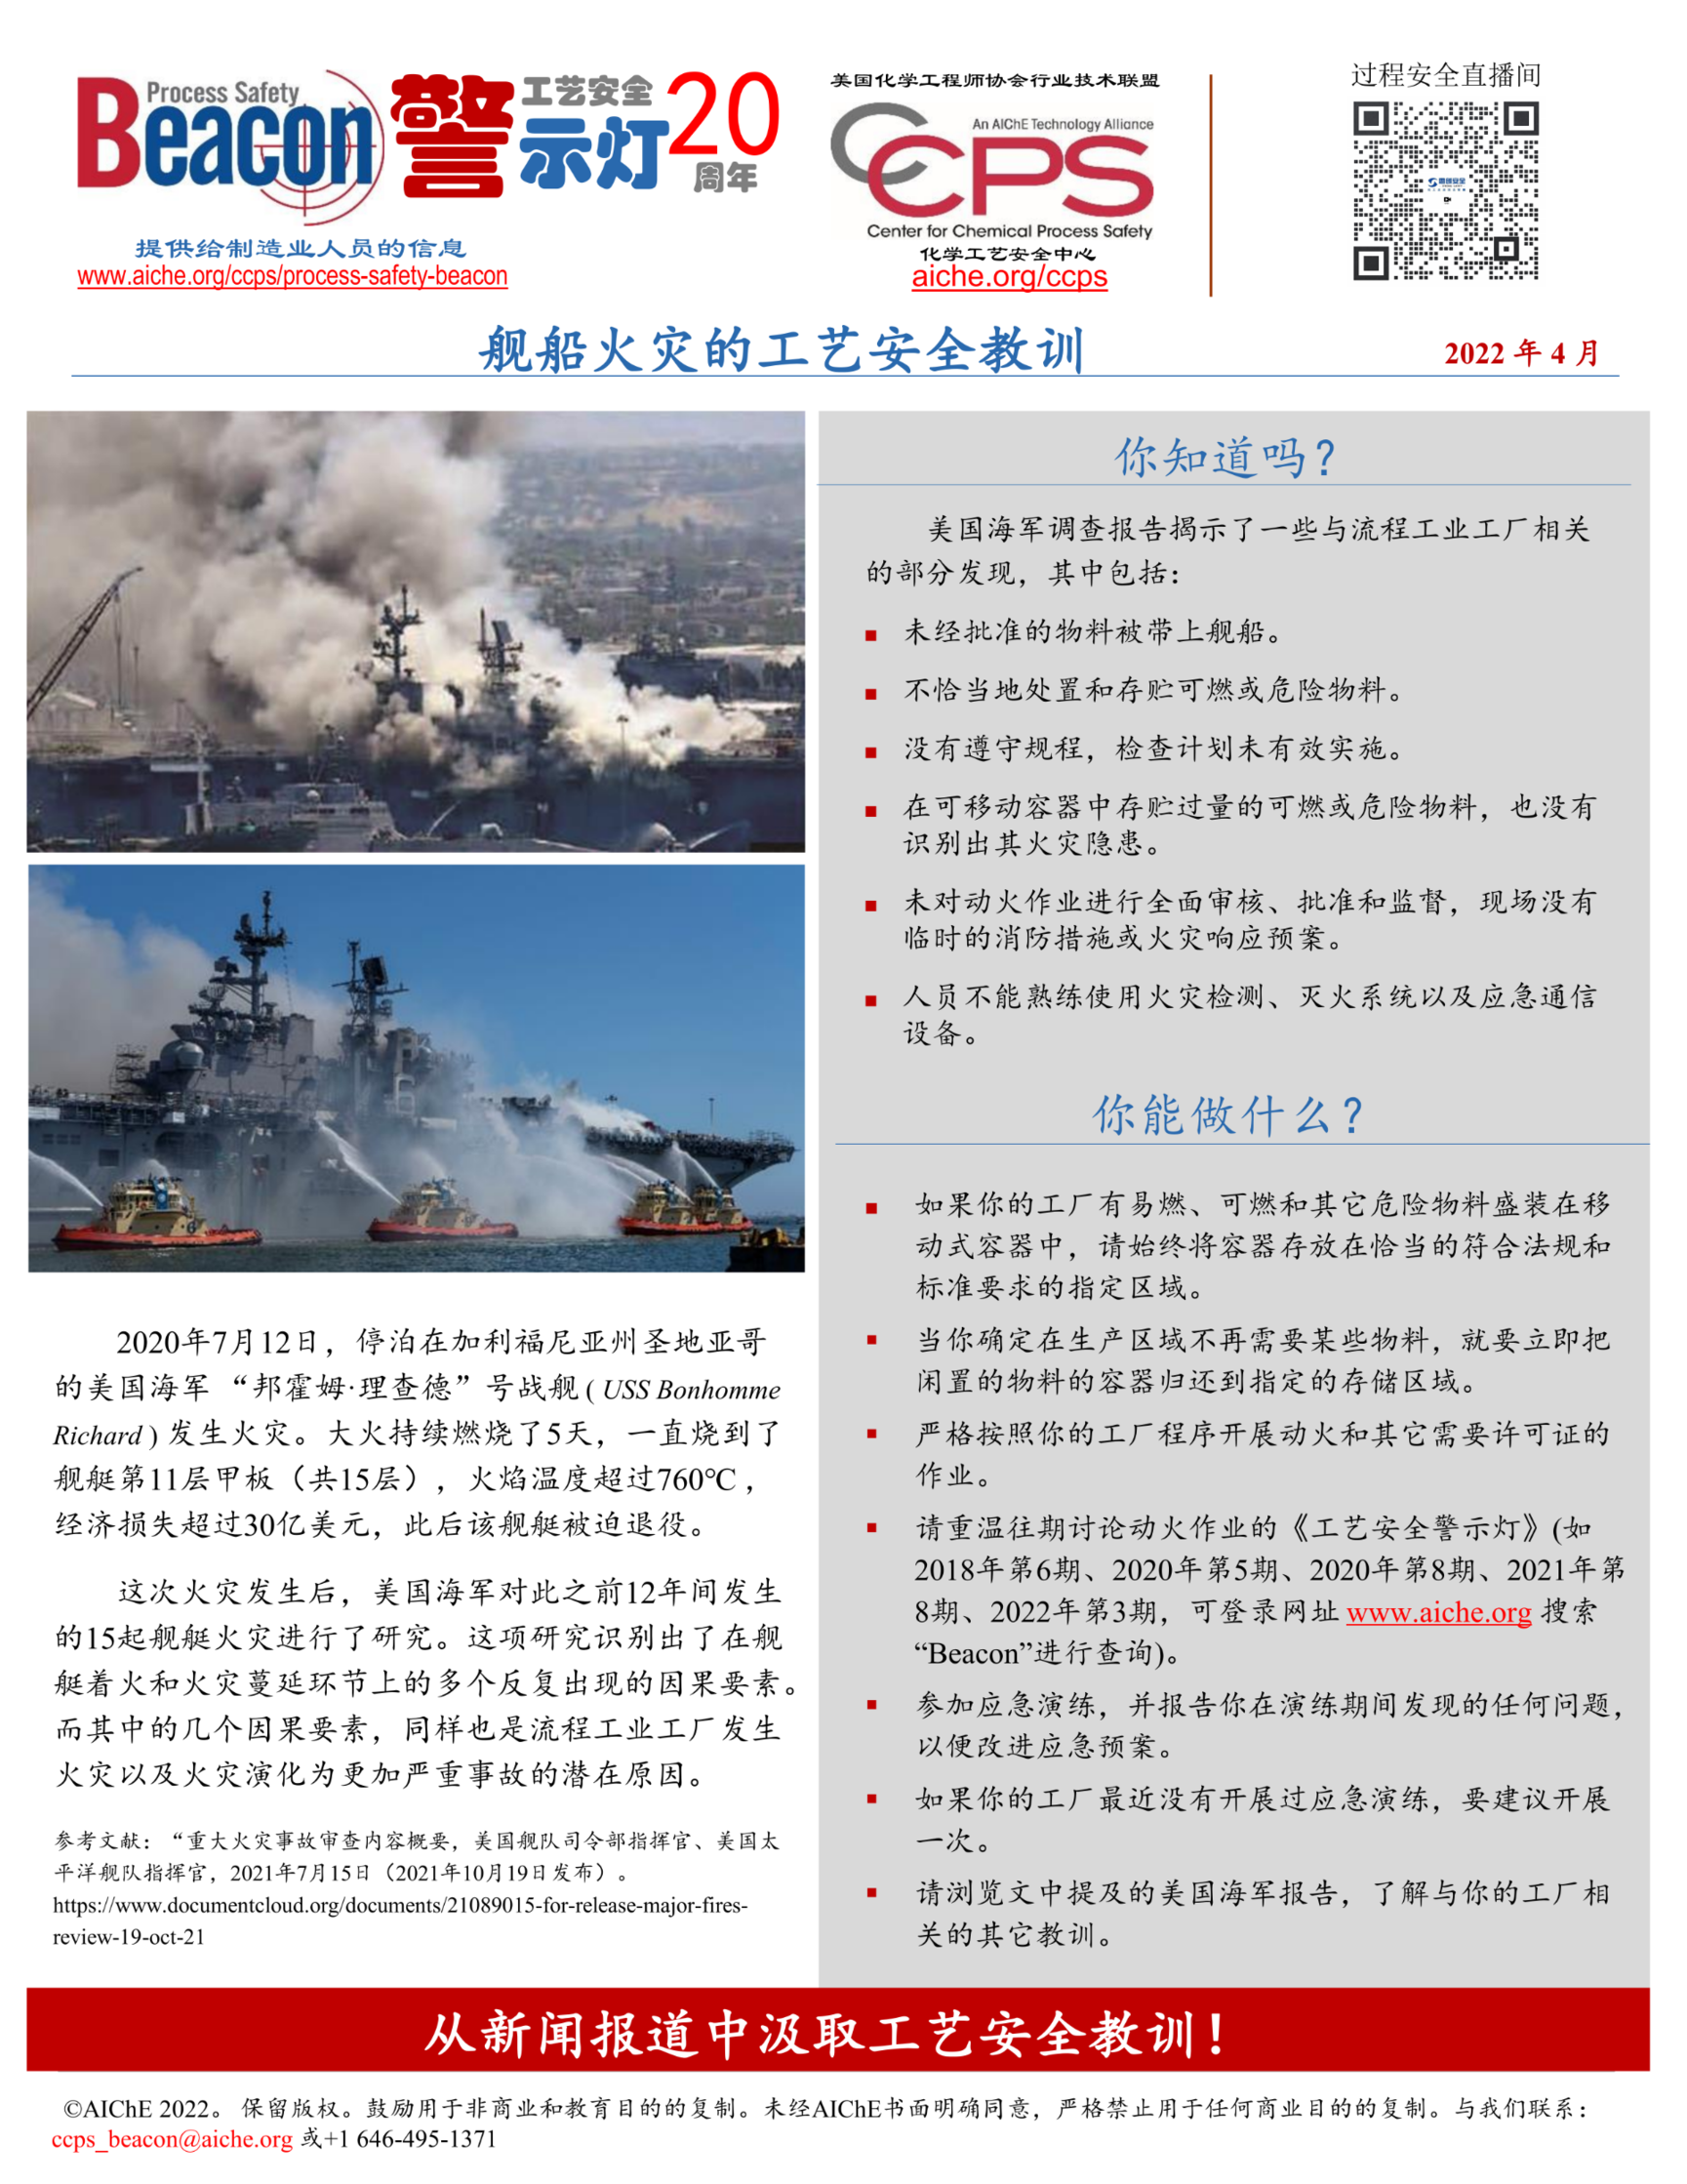 Process Safety
Beacon
警示灯
工艺安全
20
周年
提供给制造业人员的信息
www.aiche.org/ccps/process-safety-beacon
美国化学工程师协会行业技术联盟
An AIChE Technology Alliance
CCPS
Center for Chemical Process Safety
化学工艺安全中心
aiche.org/ccps
过程安全直播间
舰船火灾的工艺安全教训
2022 年 4 月
2020年7月12日，停泊在加利福尼亚州圣地亚哥
的美国海军 “邦霍姆·理查德”号战舰 ( USS Bonhomme
Richard ) 发生火灾。大火持续燃烧了5天，一直烧到了
舰艇第11层甲板（共15层），火焰温度超过760℃，
经济损失超过30亿美元，此后该舰艇被迫退役。
这次火灾发生后，美国海军对此之前12年间发生
的15起舰艇火灾进行了研究。这项研究识别出了在舰
艇着火和火灾蔓延环节上的多个反复出现的因果要素。
而其中的几个因果要素，同样也是流程工业工厂发生
火灾以及火灾演化为更加严重事故的潜在原因。
参考文献：“重大火灾事故审查内容概要，美国舰队司令部指挥官、美国太
平洋舰队指挥官，2021年7月15日（2021年10月19日发布）。
https://www.documentcloud.org/documents/21089015-for-release-major-fires-
review-19-oct-21
你知道吗？
美国海军调查报告揭示了一些与流程工业工厂相关
的部分发现，其中包括：
▪ 未经批准的物料被带上舰船。
▪ 不恰当地处置和存贮可燃或危险物料。
▪ 没有遵守规程，检查计划未有效实施。
▪ 在可移动容器中存贮过量的可燃或危险物料，也没有
识别出其火灾隐患。
▪ 未对动火作业进行全面审核、批准和监督，现场没有
临时的消防措施或火灾响应预案。
▪ 人员不能熟练使用火灾检测、灭火系统以及应急通信
设备。
你能做什么？
▪ 如果你的工厂有易燃、可燃和其它危险物料盛装在移
动式容器中，请始终将容器存放在恰当的符合法规和
标准要求的指定区域。
▪ 当你确定在生产区域不再需要某些物料，就要立即把
闲置的物料的容器归还到指定的存储区域。
▪ 严格按照你的工厂程序开展动火和其它需要许可证的
作业。
▪ 请重温往期讨论动火作业的《工艺安全警示灯》(如
2018年第6期、2020年第5期、2020年第8期、2021年第
8期、2022年第3期，可登录网址 www.aiche.org 搜索
“Beacon”进行查询)。
▪ 参加应急演练，并报告你在演练期间发现的任何问题，
以便改进应急预案。
▪ 如果你的工厂最近没有开展过应急演练，要建议开展
一次。
▪ 请浏览文中提及的美国海军报告，了解与你的工厂相
关的其它教训。
从新闻报道中汲取工艺安全教训！
©AIChE 2022。 保留版权。鼓励用于非商业和教育目的的复制。未经AIChE书面明确同意，严格禁止用于任何商业目的的复制。与我们联系：
ccps_beacon@aiche.org 或+1 646-495-1371